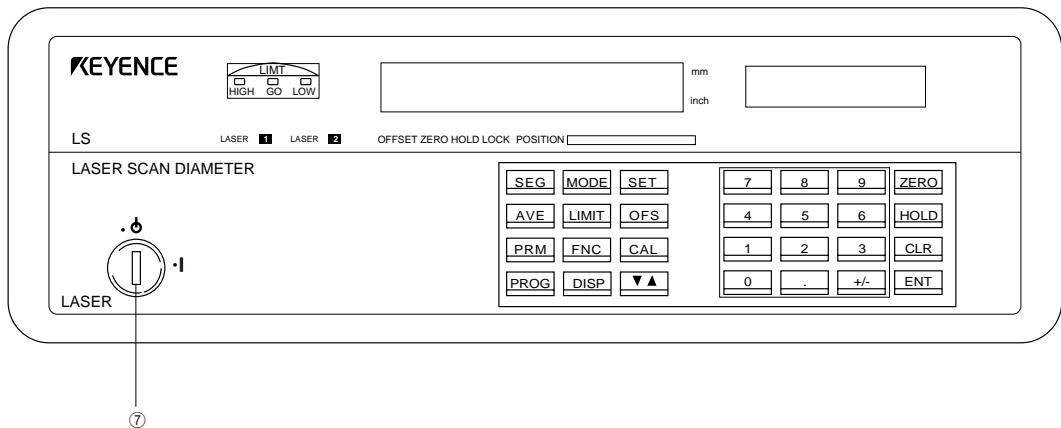 KEYENCE
LIMT
HIGH GO LOW
mm
inch
LS
LASER 1 LASER 2
OFFSET ZERO HOLD LOCK POSITION
LASER SCAN DIAMETER
SEG MODE SET 7 8 9 ZERO
AVE LIMIT OFS 4 5 6 HOLD
PRM FNC CAL 1 2 3 CLR
PROG DISP ▼▲ 0 . +/- ENT
LASER
⑦